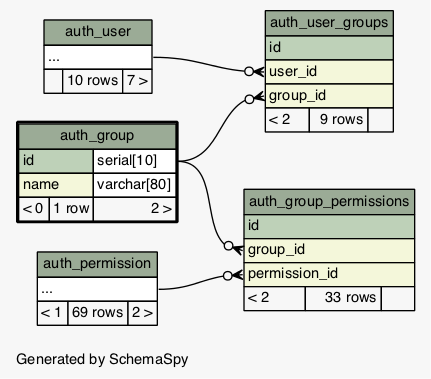 auth_user
...
10 rows 7 >
auth_user_groups
id
user_id
group_id
< 2 9 rows
auth_group
id serial[10]
name varchar[80]
< 0 1 row 2 >
auth_group_permissions
id
group_id
permission_id
< 2 33 rows
auth_permission
...
< 1 69 rows 2 >
Generated by SchemaSpy